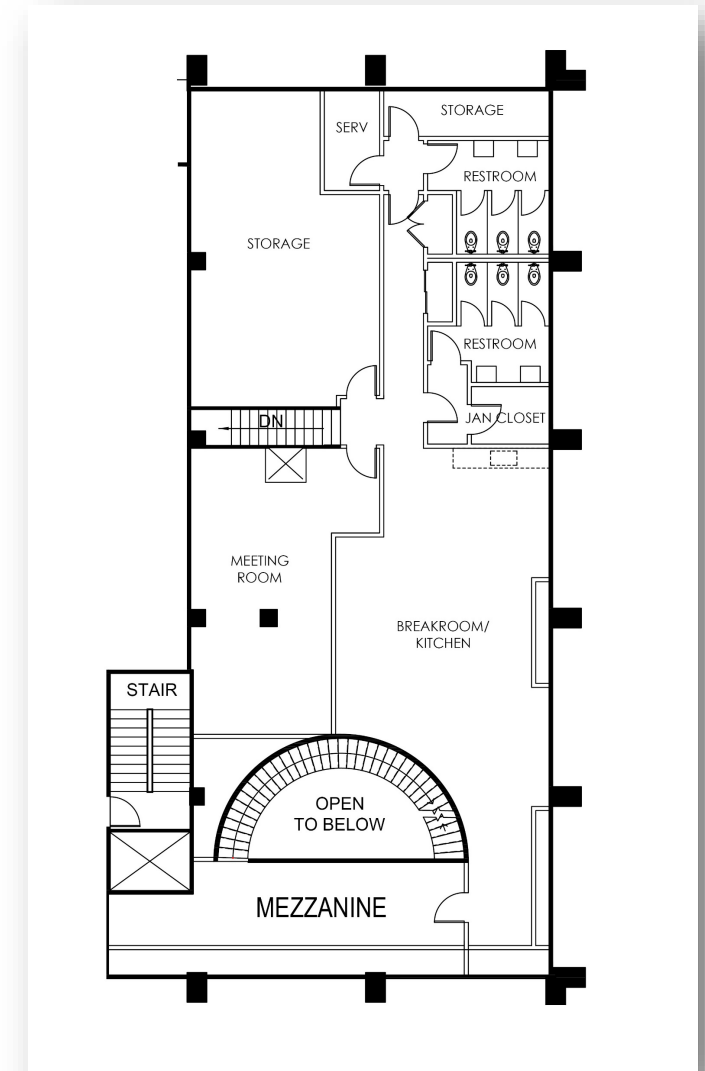 STORAGE
SERV
RESTROOM
STORAGE
RESTROOM
DN
JAN CLOSET
MEETING
ROOM
BREAKROOM/
KITCHEN
STAIR
OPEN
TO BELOW
MEZZANINE